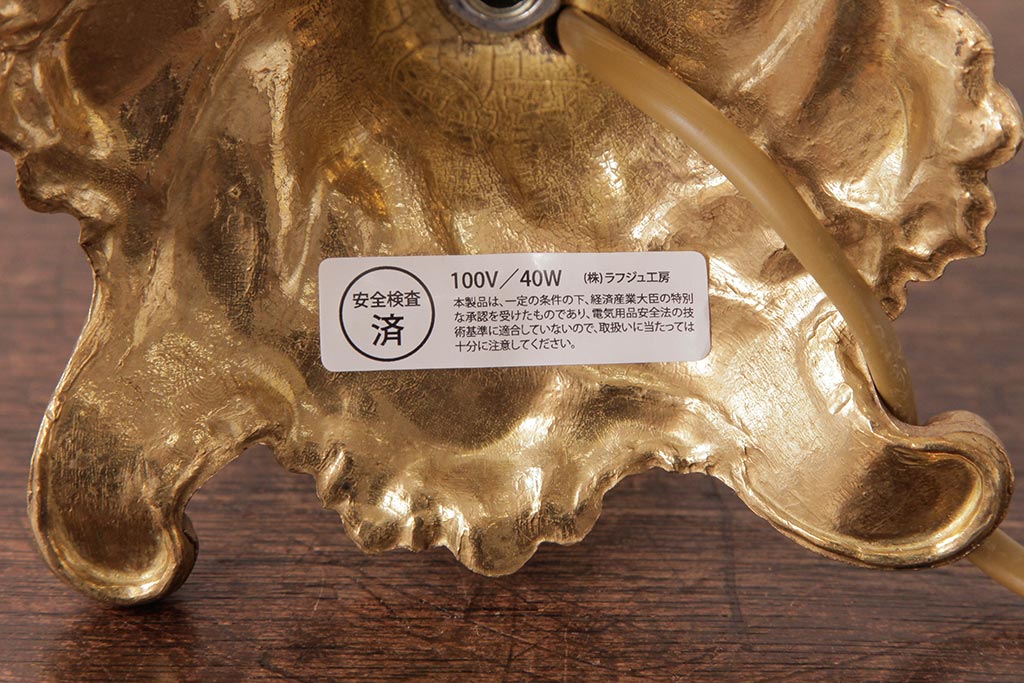 安全検査
済
100V／40W （株）ラフジュ工房
本製品は、一定の条件の下、経済産業大臣の特別
な承認を受けたものであり、電気用品安全法の技
術基準に適合していないので、取扱いに当たっては
十分に注意してください。